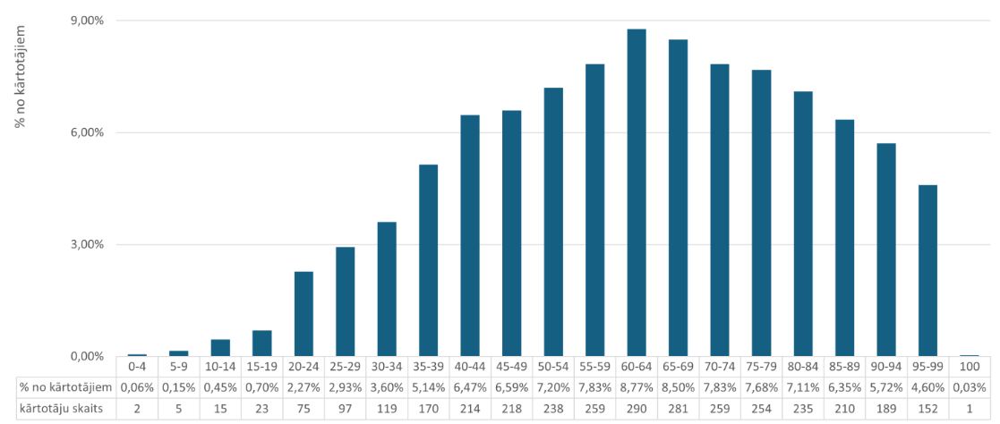 % no kārtotājiem
9,00%
6,00%
3,00%
0,00%
0-4 5-9 10-14 15-19 20-24 25-29 30-34 35-39 40-44 45-49 50-54 55-59 60-64 65-69 70-74 75-79 80-84 85-89 90-94 95-99 100
% no kārtotājiem 0,06% 0,15% 0,45% 0,70% 2,27% 2,93% 3,60% 5,14% 6,47% 6,59% 7,20% 7,83% 8,77% 8,50% 7,83% 7,68% 7,11% 6,35% 5,72% 4,60% 0,03%
kārtotāju skaits 2 5 15 23 75 97 119 170 214 218 238 259 290 281 259 254 235 210 189 152 1